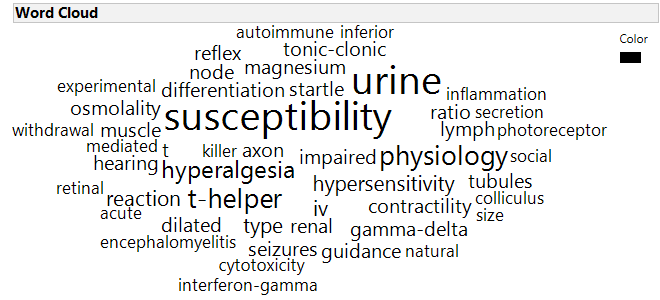 Word Cloud
Color
autoimmune inferior
reflex tonic-clonic
node magnesium
urine
experimental differentiation startle inflammation
osmolality susceptibility ratio secretion
withdrawal muscle lymph photoreceptor
mediated t killer axon impaired physiology social
hearing hyperalgesia
retinal hypersensitivity tubules
reaction t-helper colliculus
acute iv contractility size
dilated type renal gamma-delta
encephalomyelitis seizures guidance natural
cytotoxicity
interferon-gamma